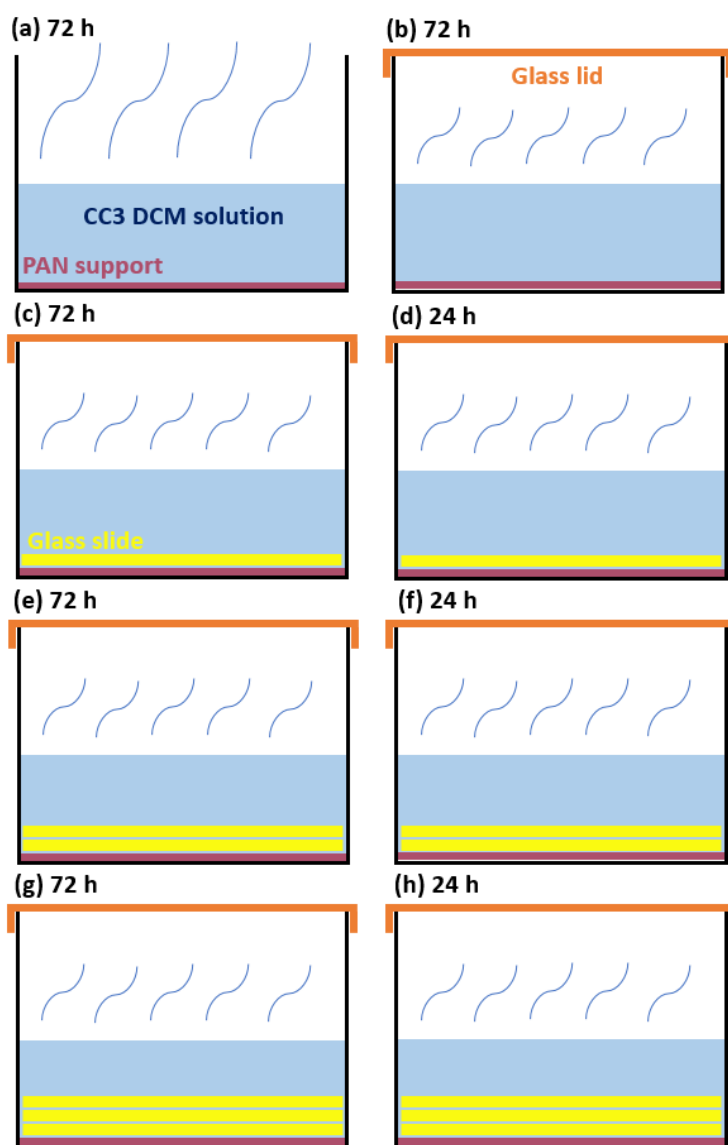 (a) 72 h
(b) 72 h
Glass lid
CC3 DCM solution
PAN support
(c) 72 h
(d) 24 h
Glass slide
(e) 72 h
(f) 24 h
(g) 72 h
(h) 24 h